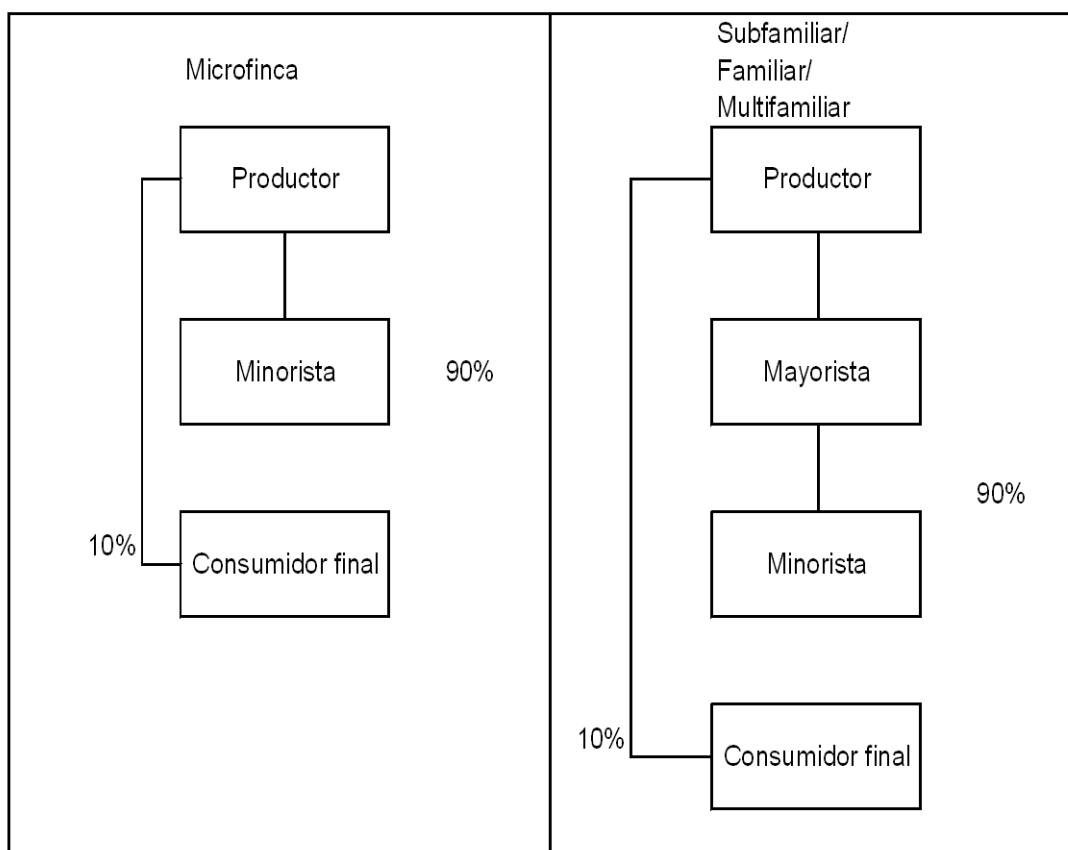 Microfinca
Productor
Minorista
90%
10%
Consumidor final
Subfamiliar/
Familiar/
Multifamiliar
Productor
Mayorista
90%
Minorista
10%
Consumidor final